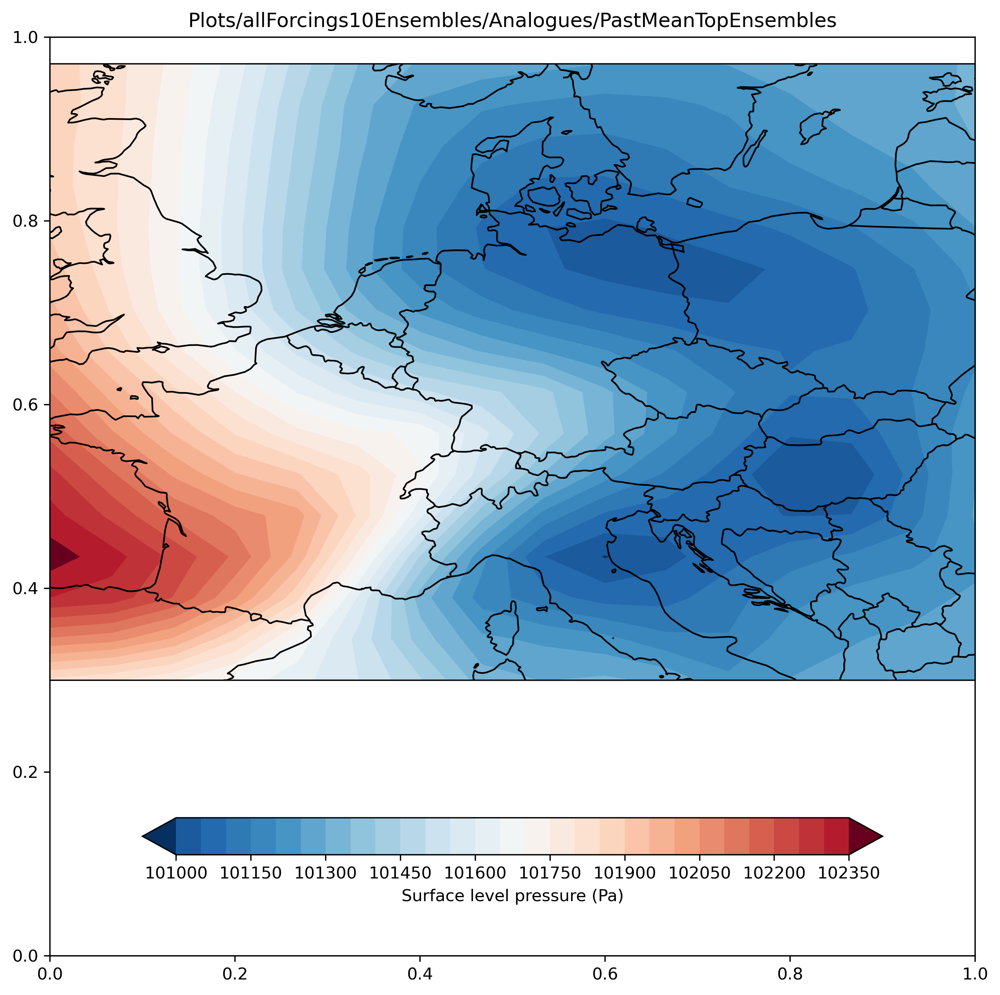 Plots/allForcings10Ensembles/Analogues/PastMeanTopEnsembles
1.0
0.8
0.6
0.4
0.2
0.0
101000 101150 101300 101450 101600 101750 101900 102050 102200 102350
Surface level pressure (Pa)
0.0 0.2 0.4 0.6 0.8 1.0